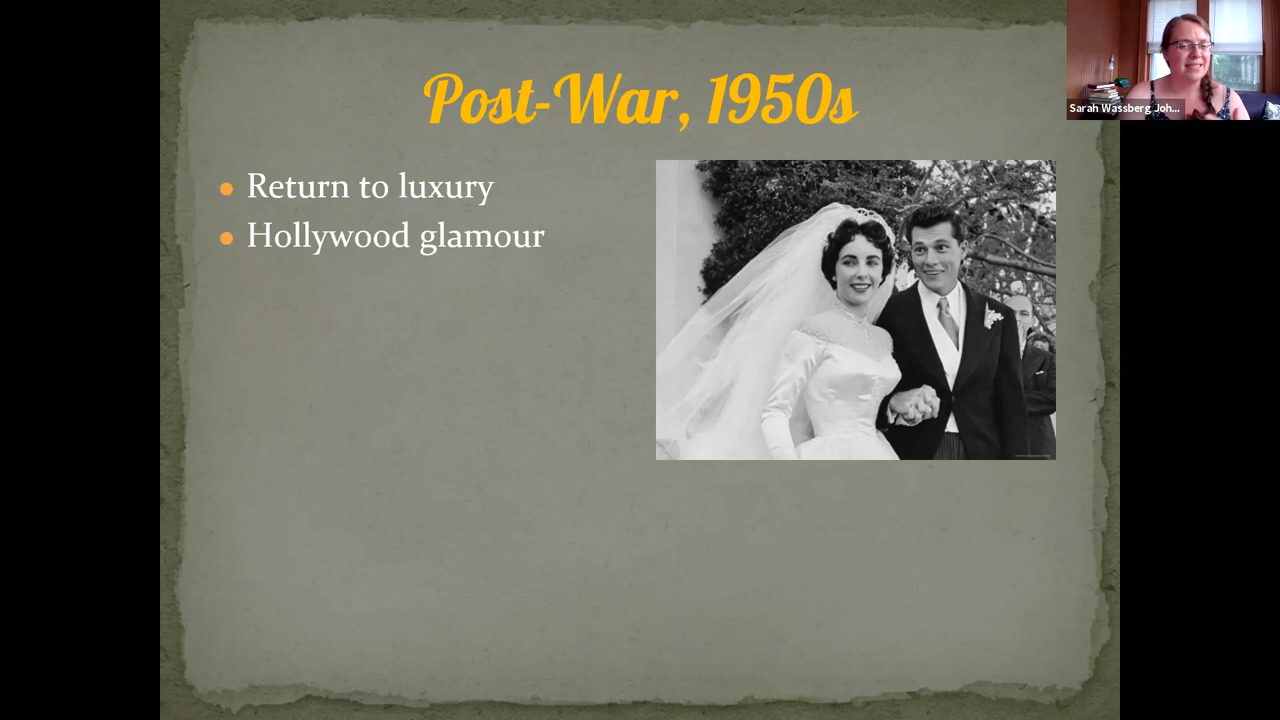 Post-War, 1950s
Return to luxury
Hollywood glamour
Sarah Wassberg Joh...